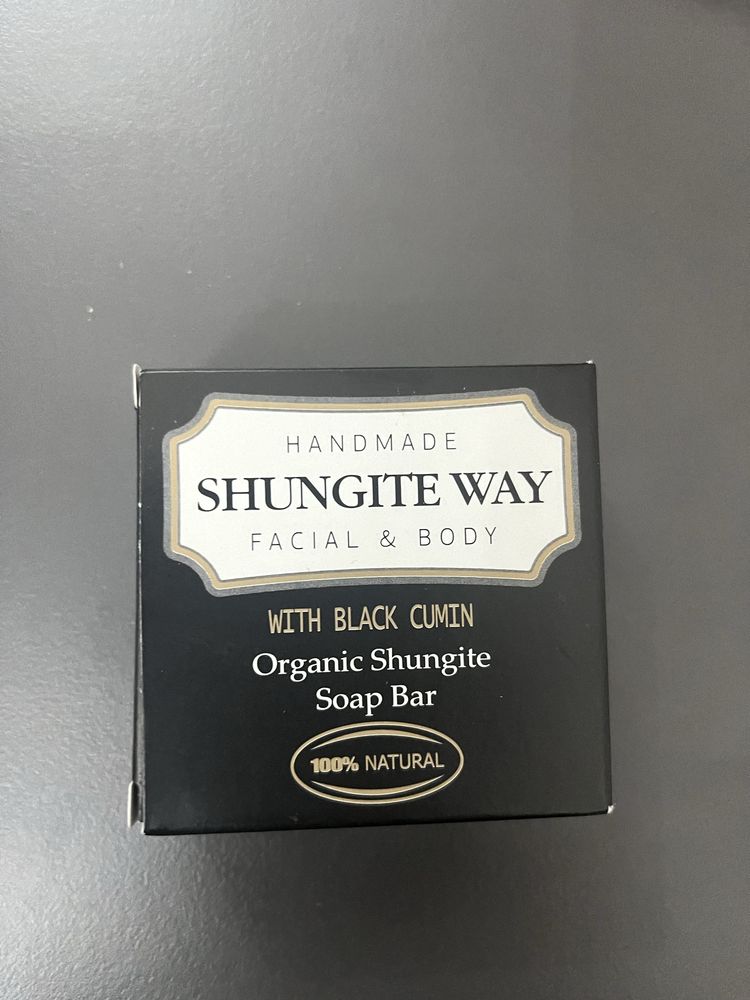 HANDMADE
SHUNGITE WAY
FACIAL & BODY
WITH BLACK CUMIN
Organic Shungite
Soap Bar
100% NATURAL